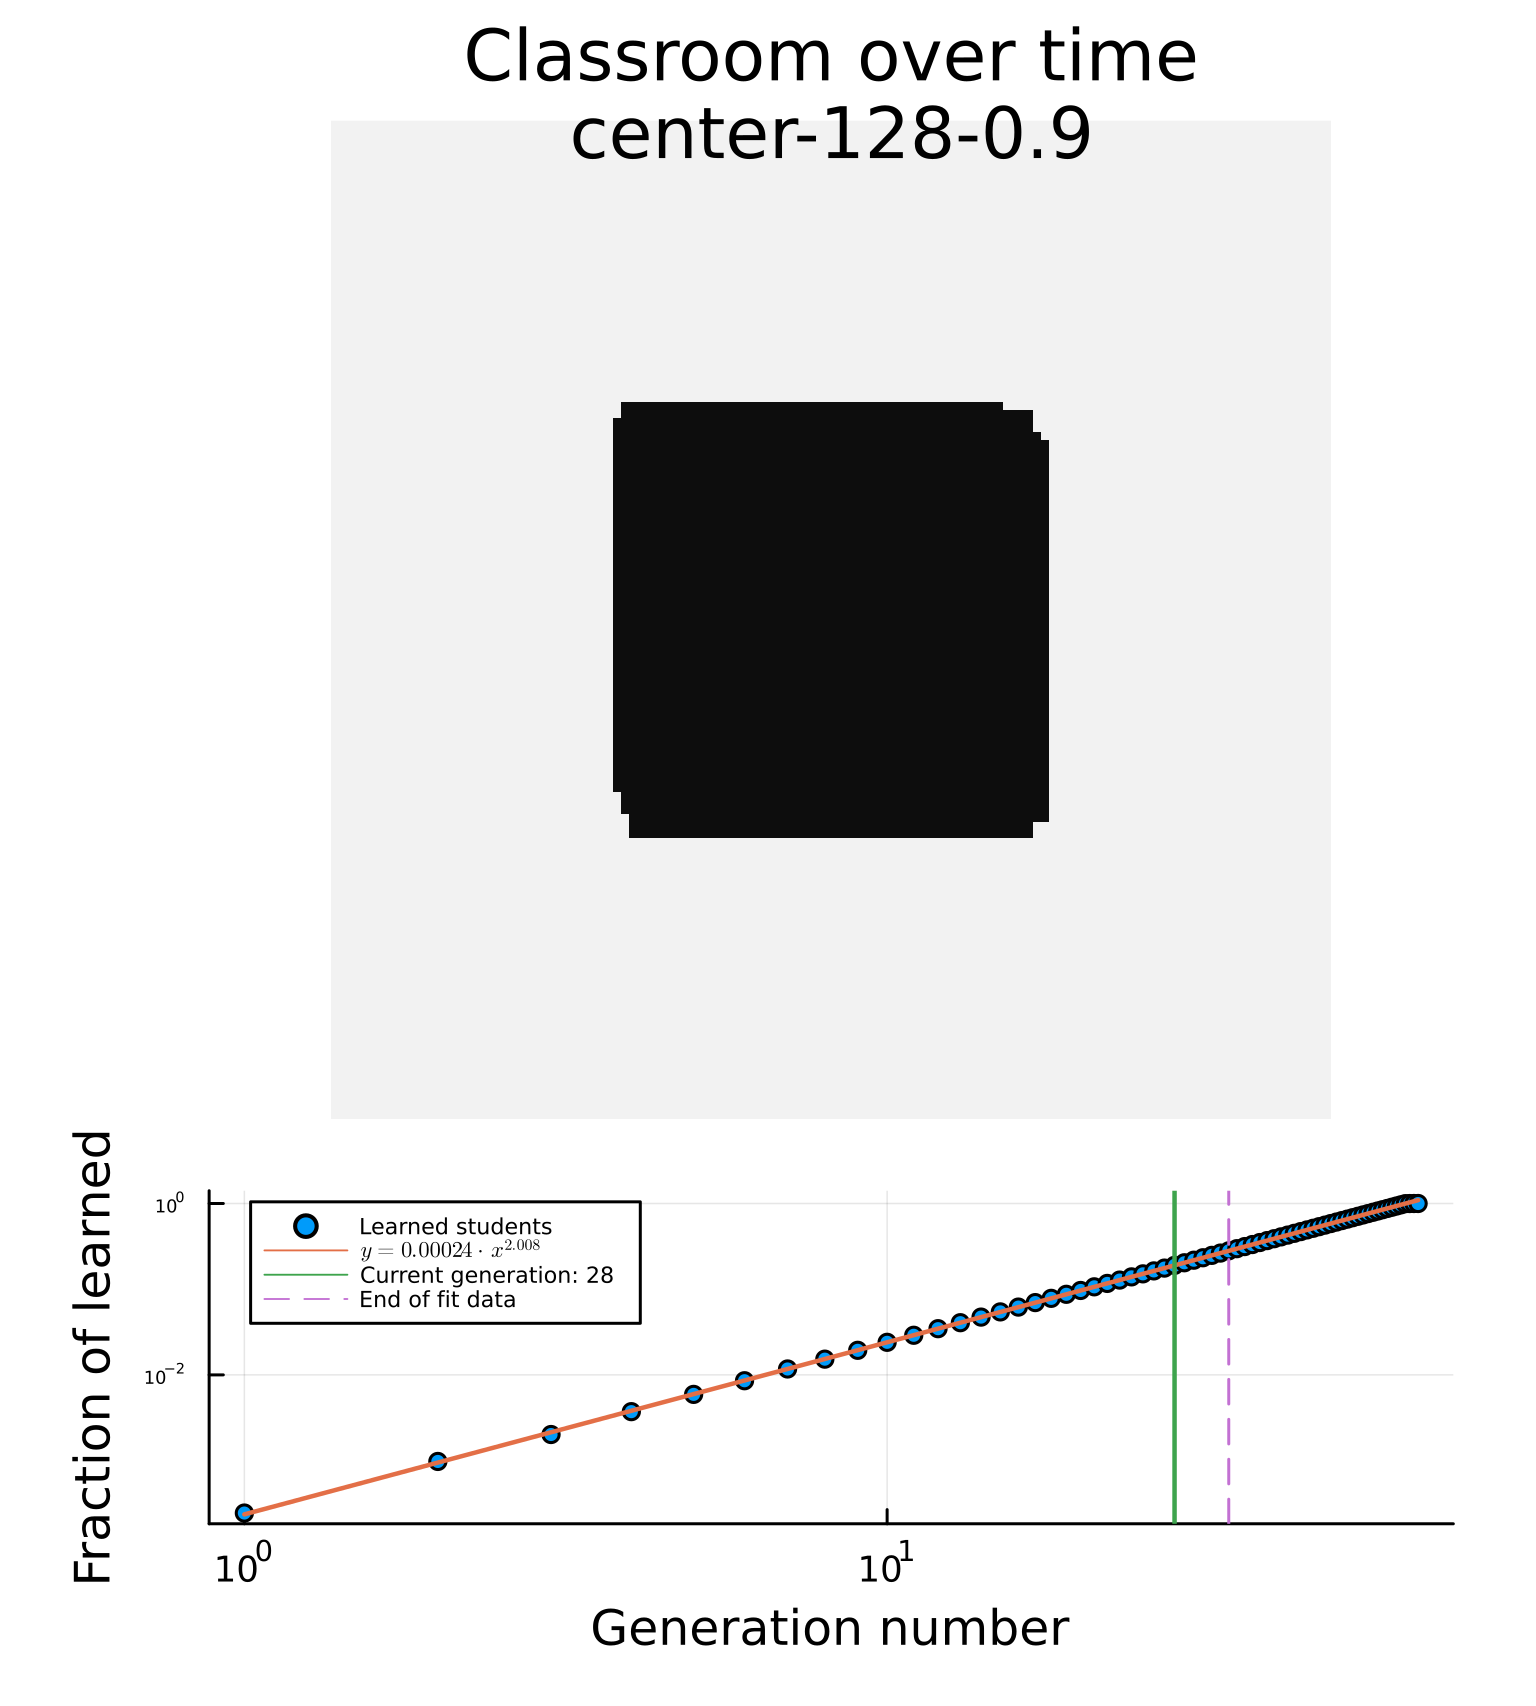 Classroom over time
center-128-0.9
Fraction of learned
10⁰
10⁻²
Learned students
y = 0.00024 · x^2.008
Current generation: 28
End of fit data
10⁰
10¹
Generation number